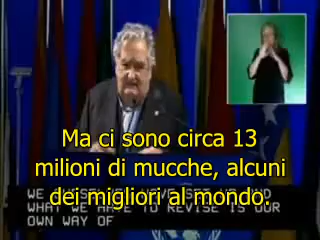 Ma ci sono circa 13
milioni di mucche, alcuni
dei migliori al mondo.
WHAT WE HAVE TO REVISE IS OUR
OWN WAY OF